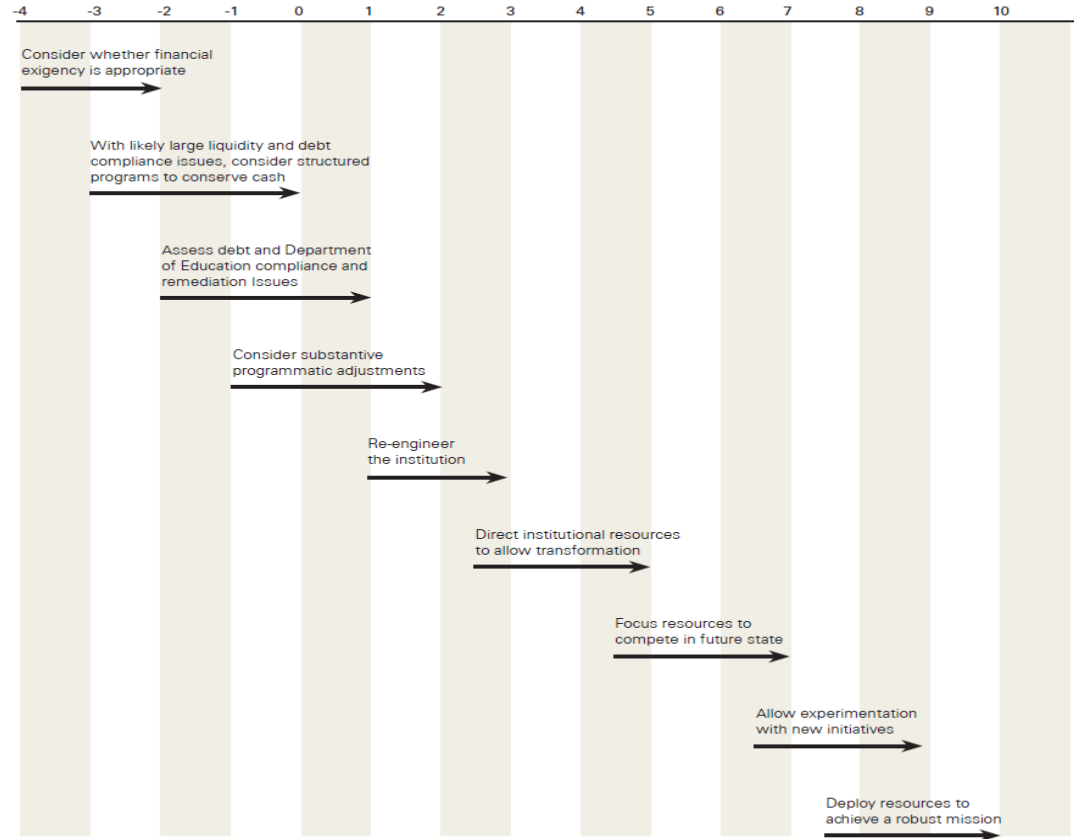 -4 -3 -2 -1 0 1 2 3 4 5 6 7 8 9 10
Consider whether financial
exigency is appropriate
With likely large liquidity and debt
compliance issues, consider structured
programs to conserve cash
Assess debt and Department
of Education compliance and
remediation Issues
Consider substantive
programmatic adjustments
Re-engineer
the institution
Direct institutional resources
to allow transformation
Focus resources to
compete in future state
Allow experimentation
with new initiatives
Deploy resources to
achieve a robust mission